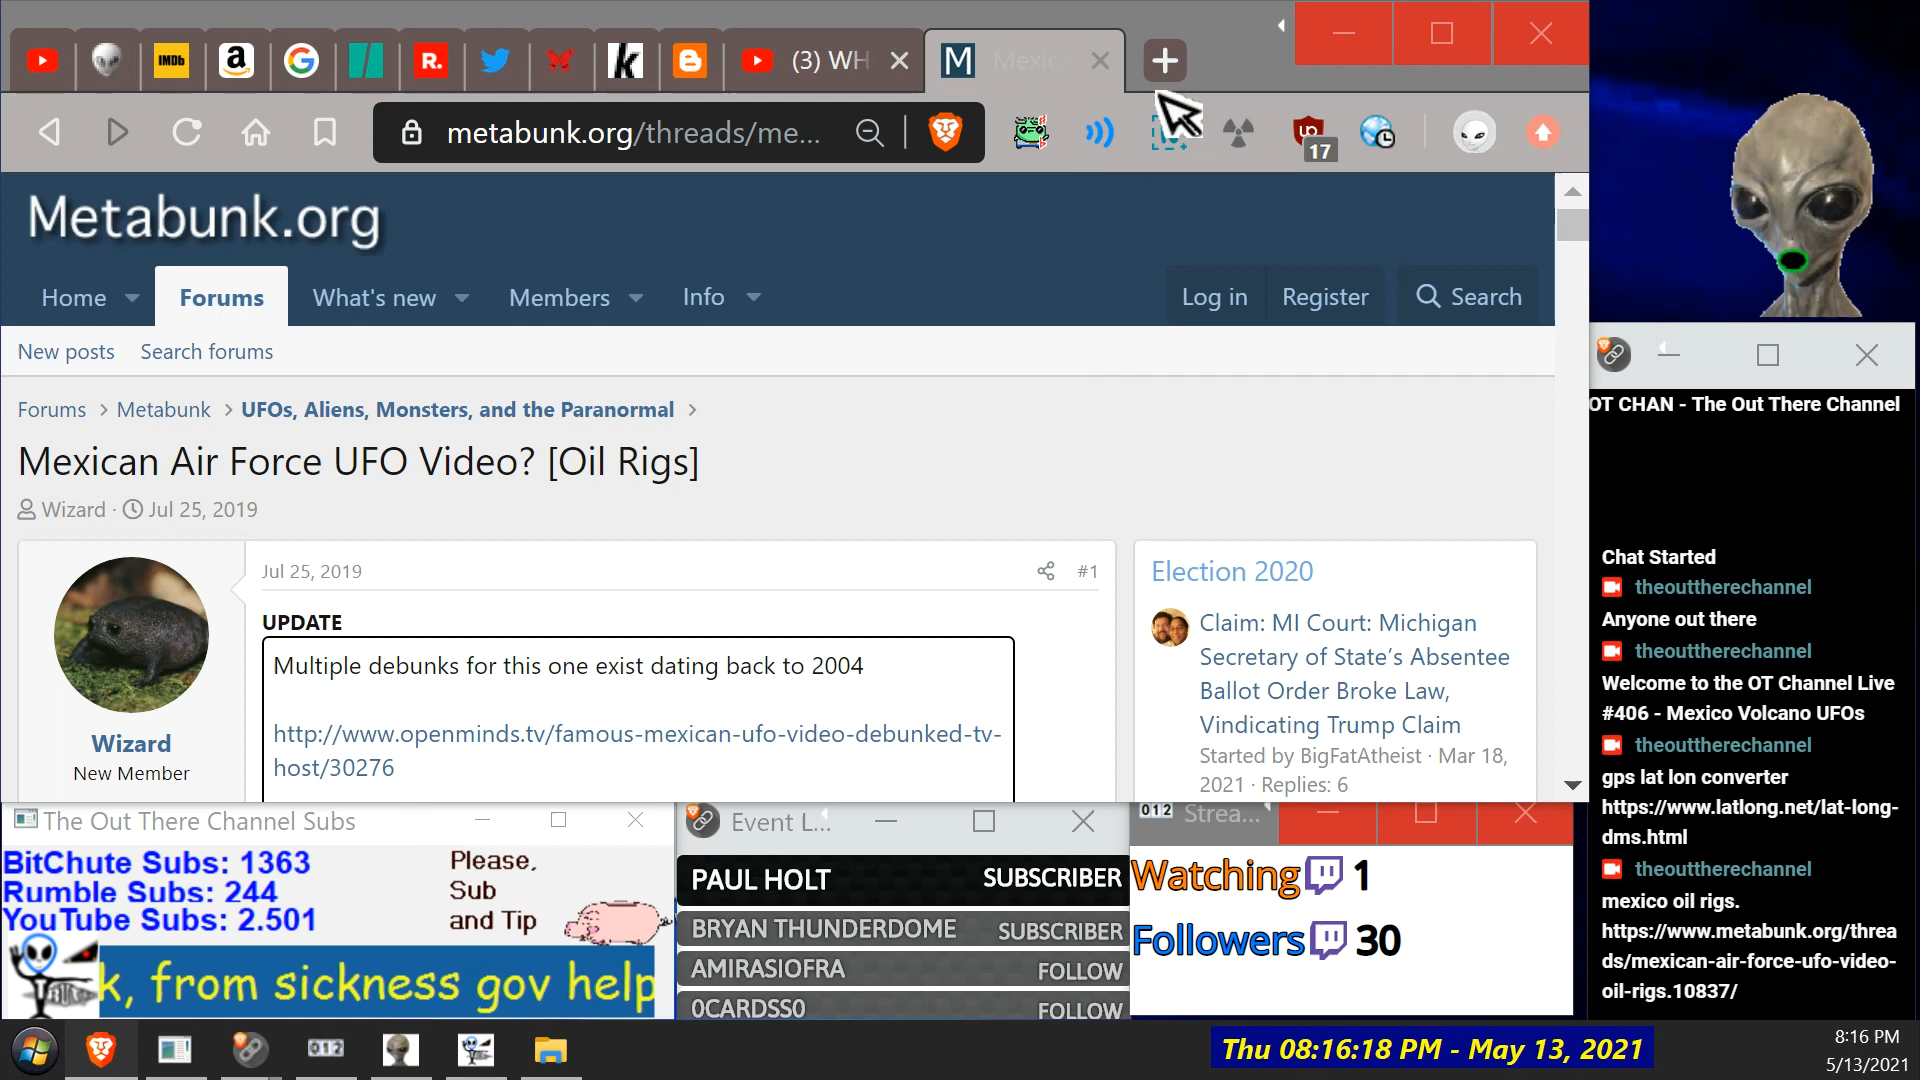 IMDb
a
G
R.
k
(3) WH
M
Mexic
metabunk.org/threads/me...
17
Metabunk.org
Home
Forums
What's new
Members
Info
Log in
Register
Search
New posts
Search forums
Forums > Metabunk > UFOs, Aliens, Monsters, and the Paranormal >
Mexican Air Force UFO Video? [Oil Rigs]
Wizard · Jul 25, 2019
Jul 25, 2019
#1
UPDATE
Multiple debunks for this one exist dating back to 2004
http://www.openminds.tv/famous-mexican-ufo-video-debunked-tv-
host/30276
Wizard
New Member
Election 2020
Claim: MI Court: Michigan
Secretary of State's Absentee
Ballot Order Broke Law,
Vindicating Trump Claim
Started by BigFatAtheist · Mar 18,
2021 · Replies: 6
OT CHAN - The Out There Channel
Chat Started
theouttherechannel
Anyone out there
theouttherechannel
Welcome to the OT Channel Live
#406 - Mexico Volcano UFOs
theouttherechannel
gps lat lon converter
https://www.latlong.net/lat-long-
dms.html
theouttherechannel
mexico oil rigs.
https://www.metabunk.org/threa
ds/mexican-air-force-ufo-video-
oil-rigs.10837/
The Out There Channel Subs
BitChute Subs: 1363
Rumble Subs: 244
YouTube Subs: 2.501
Please,
Sub
and Tip
k, from sickness gov help
Event L...
PAUL HOLT SUBSCRIBER
BRYAN THUNDERDOME SUBSCRIBER
AMIRASIOFRA FOLLOW
0CARDSS0 FOLLOW
012 Strea...
Watching 1
Followers 30
012
Thu 08:16:18 PM - May 13, 2021
8:16 PM
5/13/2021